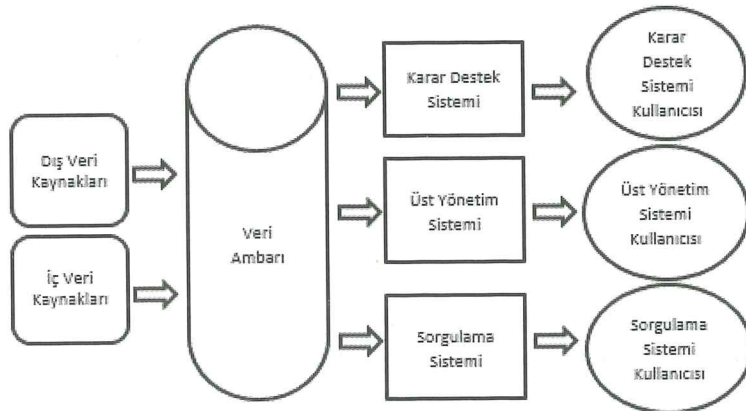 Dış Veri
Kaynakları
İç Veri
Kaynakları
Veri
Ambarı
Karar Destek
Sistemi
Üst Yönetim
Sistemi
Sorgulama
Sistemi
Karar
Destek
Sistemi
Kullanıcısı
Üst Yönetim
Sistemi
Kullanıcısı
Sorgulama
Sistemi
Kullanıcısı